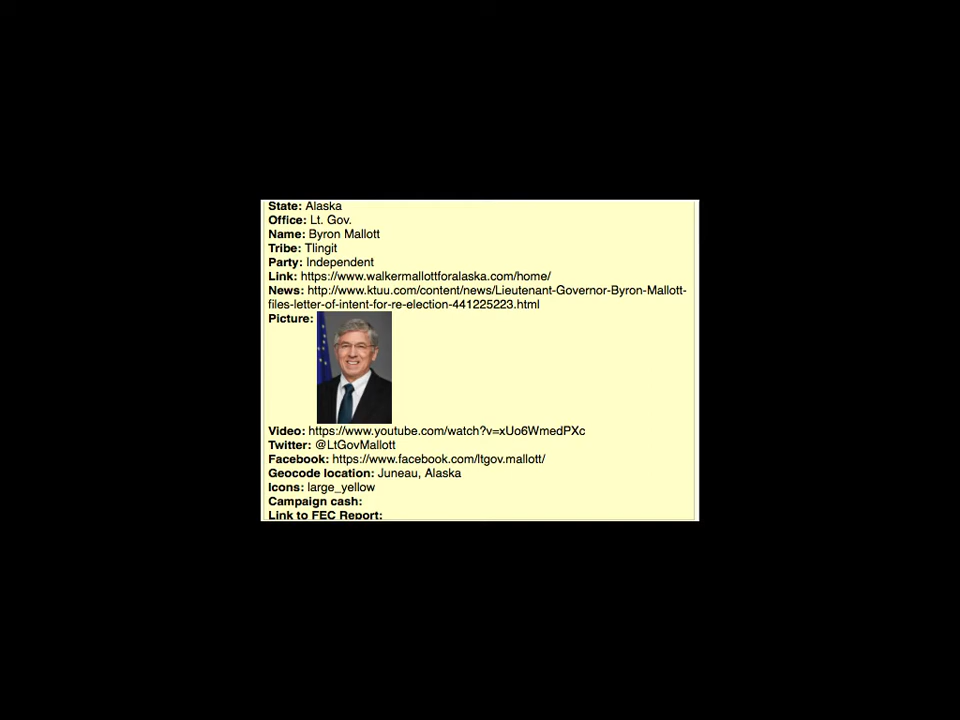 State: Alaska
Office: Lt. Gov.
Name: Byron Mallott
Tribe: Tlingit
Party: Independent
Link: https://www.walkermallottforalaska.com/home/
News: http://www.ktuu.com/content/news/Lieutenant-Governor-Byron-Mallott-
files-letter-of-intent-for-re-election-441225223.html
Picture:
Video: https://www.youtube.com/watch?v=xUo6WmedPXc
Twitter: @LtGovMallott
Facebook: https://www.facebook.com/ltgov.mallott/
Geocode location: Juneau, Alaska
Icons: large_yellow
Campaign cash:
Link to FEC Report: